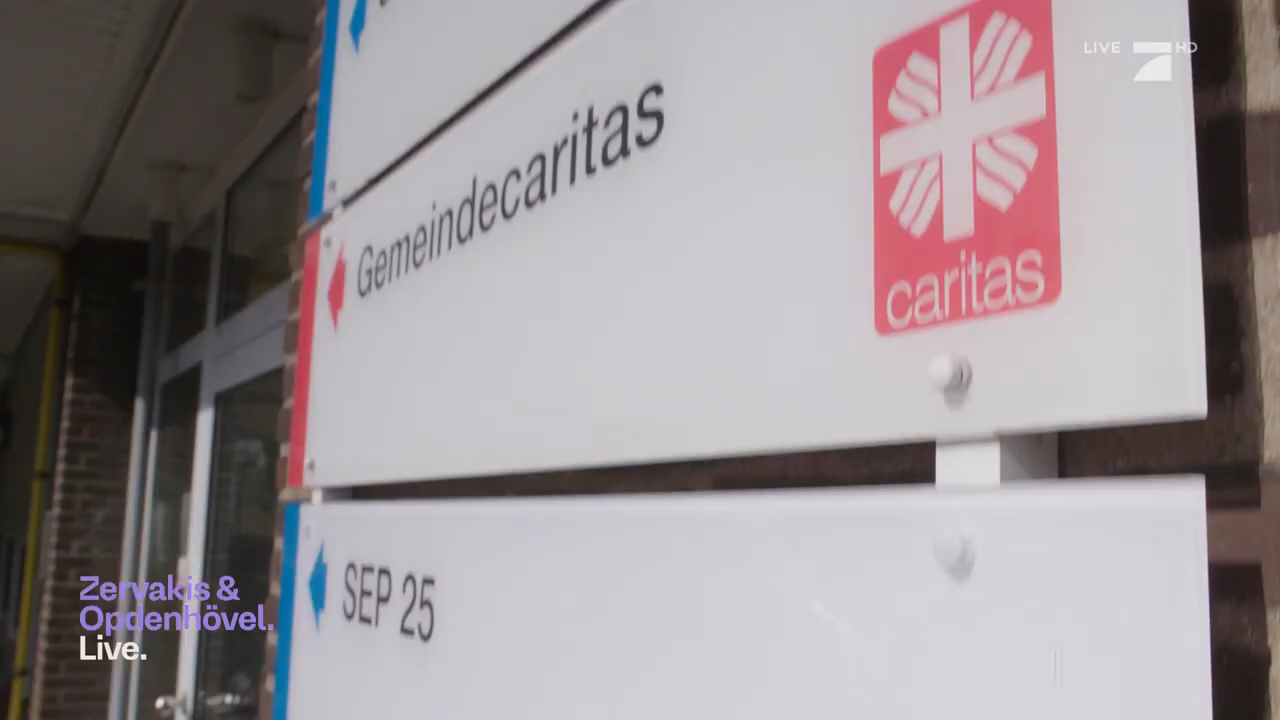 LIVE HD
Gemeindecaritas
caritas
SEP 25
Zervakis &
Opdenhövel.
Live.